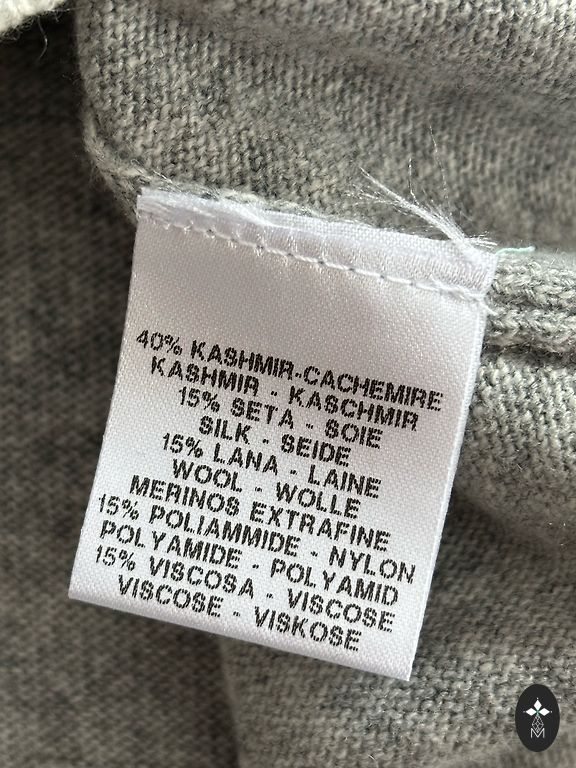 40% KASHMIR-CACHEMIRE
KASHMIR - KASCHMIR
15% SETA - SOIE
SILK - SEIDE
15% LANA - LAINE
WOOL - WOLLE
MERINOS EXTRAFINE
15% POLIAMMIDE - NYLON
POLYAMIDE - POLYAMID
15% VISCOSA - VISCOSE
VISCOSE - VISKOSE
M